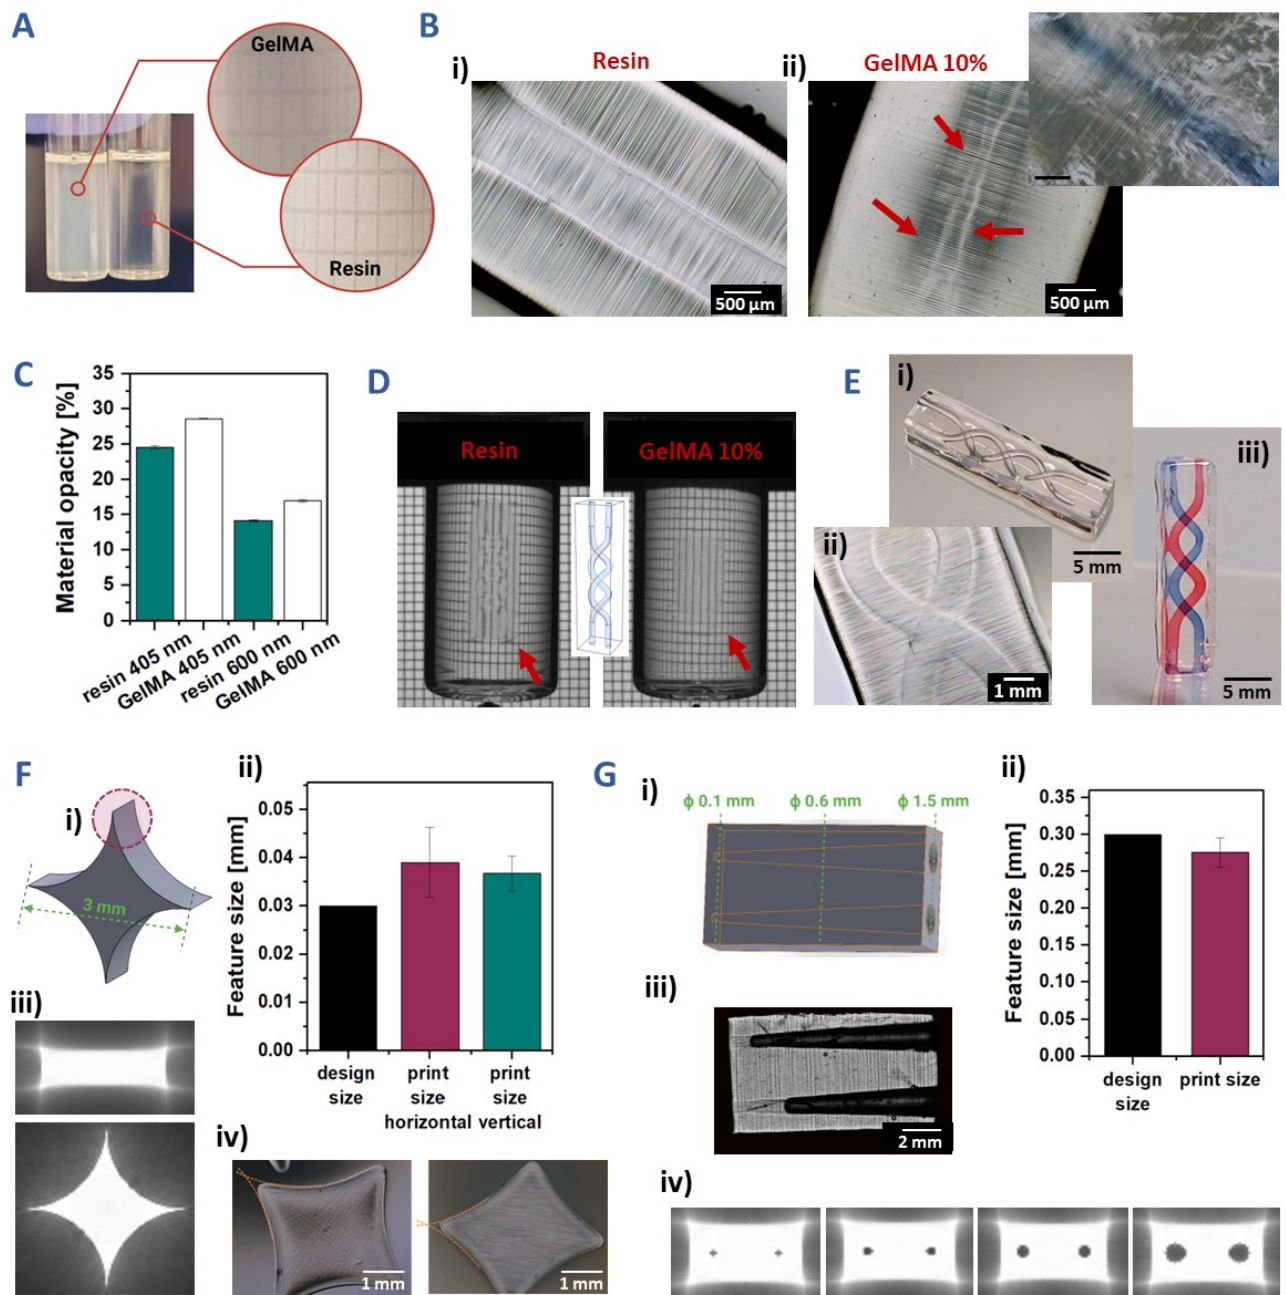 A
GelMA
Resin
B
i)
Resin
500 µm
ii)
GelMA 10%
500 µm
C
Material opacity [%]
35
30
25
20
15
10
5
0
resin 405 nm
GelMA 405 nm
resin 600 nm
GelMA 600 nm
D
Resin
GelMA 10%
E
i)
5 mm
ii)
1 mm
iii)
5 mm
F
i)
3 mm
ii)
Feature size [mm]
0.05
0.04
0.03
0.02
0.01
0.00
design size
print size horizontal
print size vertical
iii)
iv)
1 mm
1 mm
G
i)
ϕ 0.1 mm
ϕ 0.6 mm
ϕ 1.5 mm
ii)
Feature size [mm]
0.35
0.30
0.25
0.20
0.15
0.10
0.05
0.00
design size
print size
iii)
2 mm
iv)